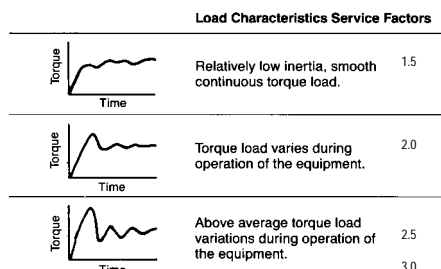 Load Characteristics Service Factors
Torque
Relatively low inertia, smooth 1.5
continuous torque load.
Time
Torque
Torque load varies during 2.0
operation of the equipment.
Time
Torque
Above average torque load
variations during operation of 2.5
the equipment.
Time 3.0